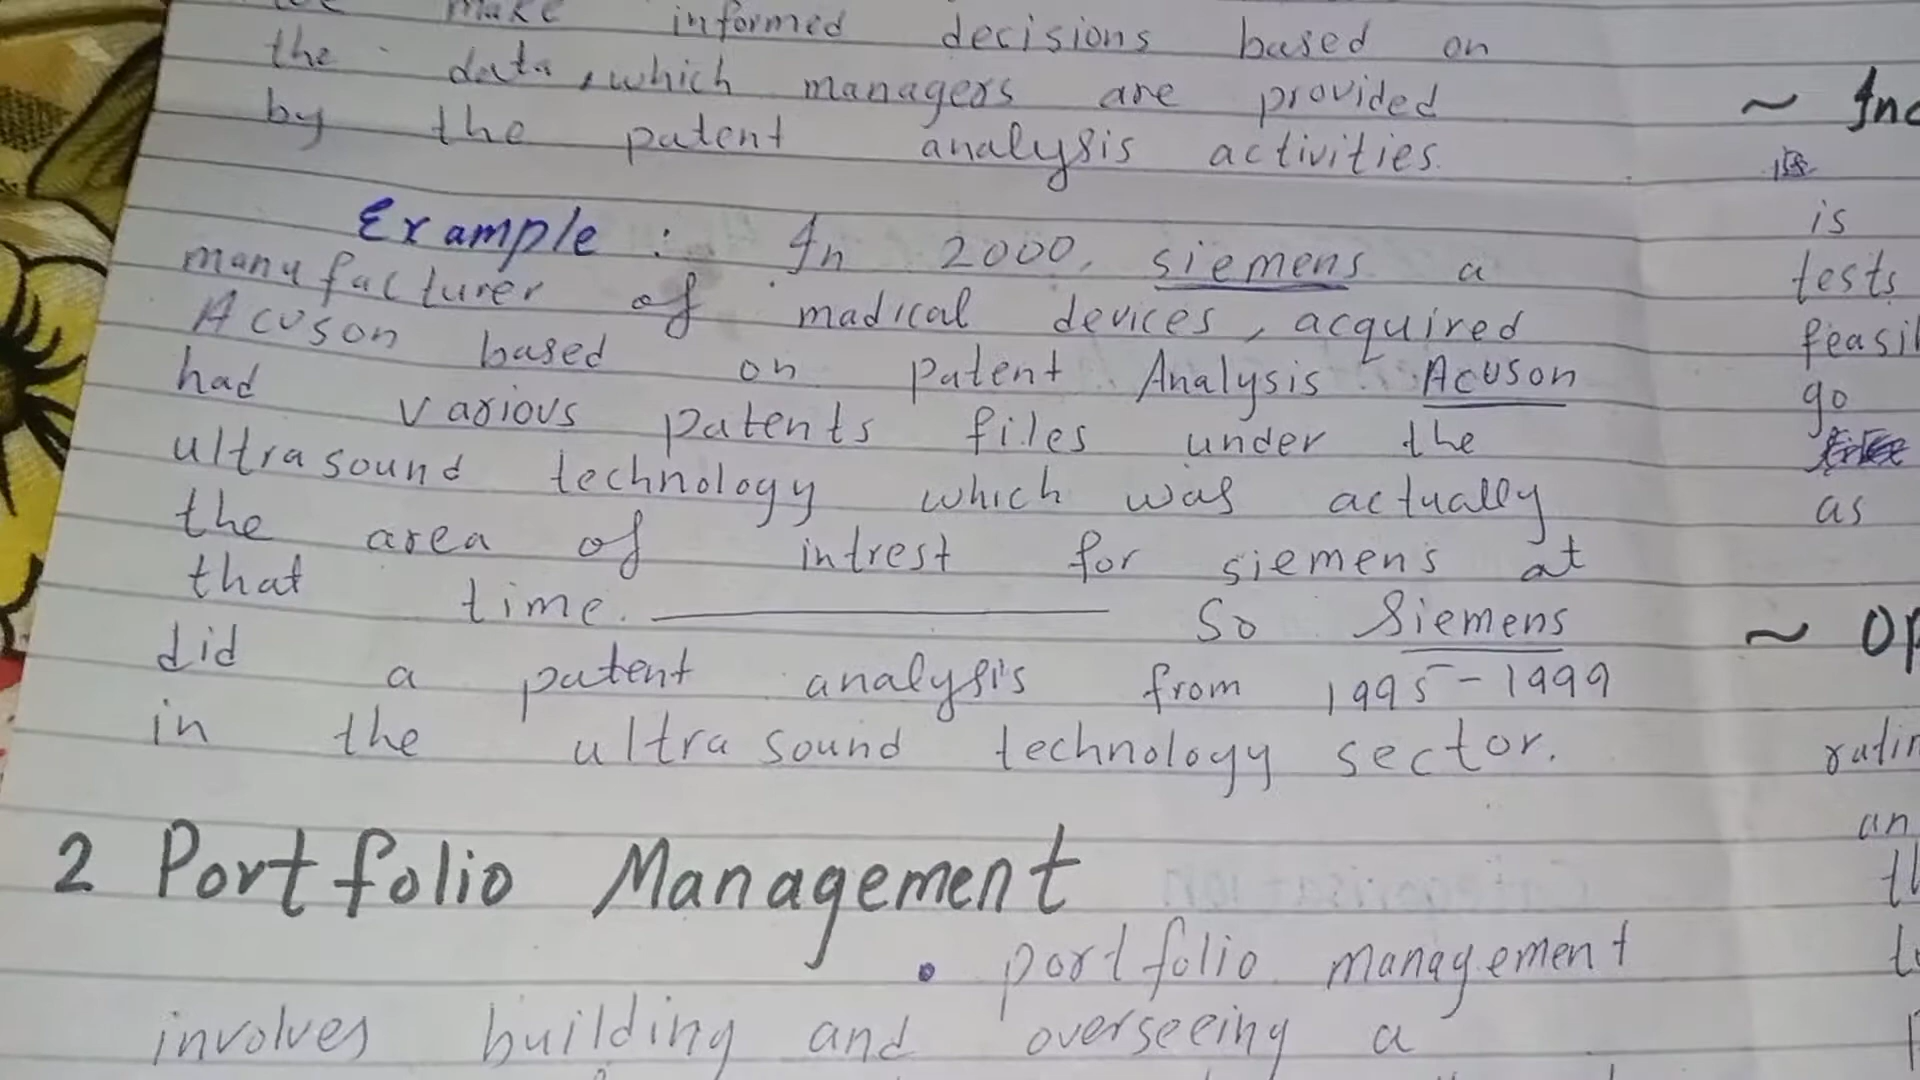 make informed decisions based on
the data, which managers are provided
by the patent analysis activities.
Example : In 2000, siemens a
manufacturer of madical devices, acquired
Acuson based on patent Analysis Acuson
had various patents files under the
ultrasound technology which was actually
the area of intrest for siemens at
that time. So Siemens
did a patent analysis from 1995-1999
in the ultrasound technology sector.
2 Portfolio Management
• portfolio management
involves building and overseeing a
~
is
tests
go
as
~
an